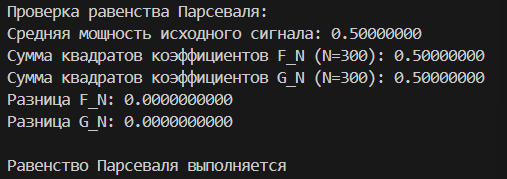 Проверка равенства Парсеваля:
Средняя мощность исходного сигнала: 0.50000000
Сумма квадратов коэффициентов F_N (N=300): 0.50000000
Сумма квадратов коэффициентов G_N (N=300): 0.50000000
Разница F_N: 0.0000000000
Разница G_N: 0.0000000000
Равенство Парсеваля выполняется